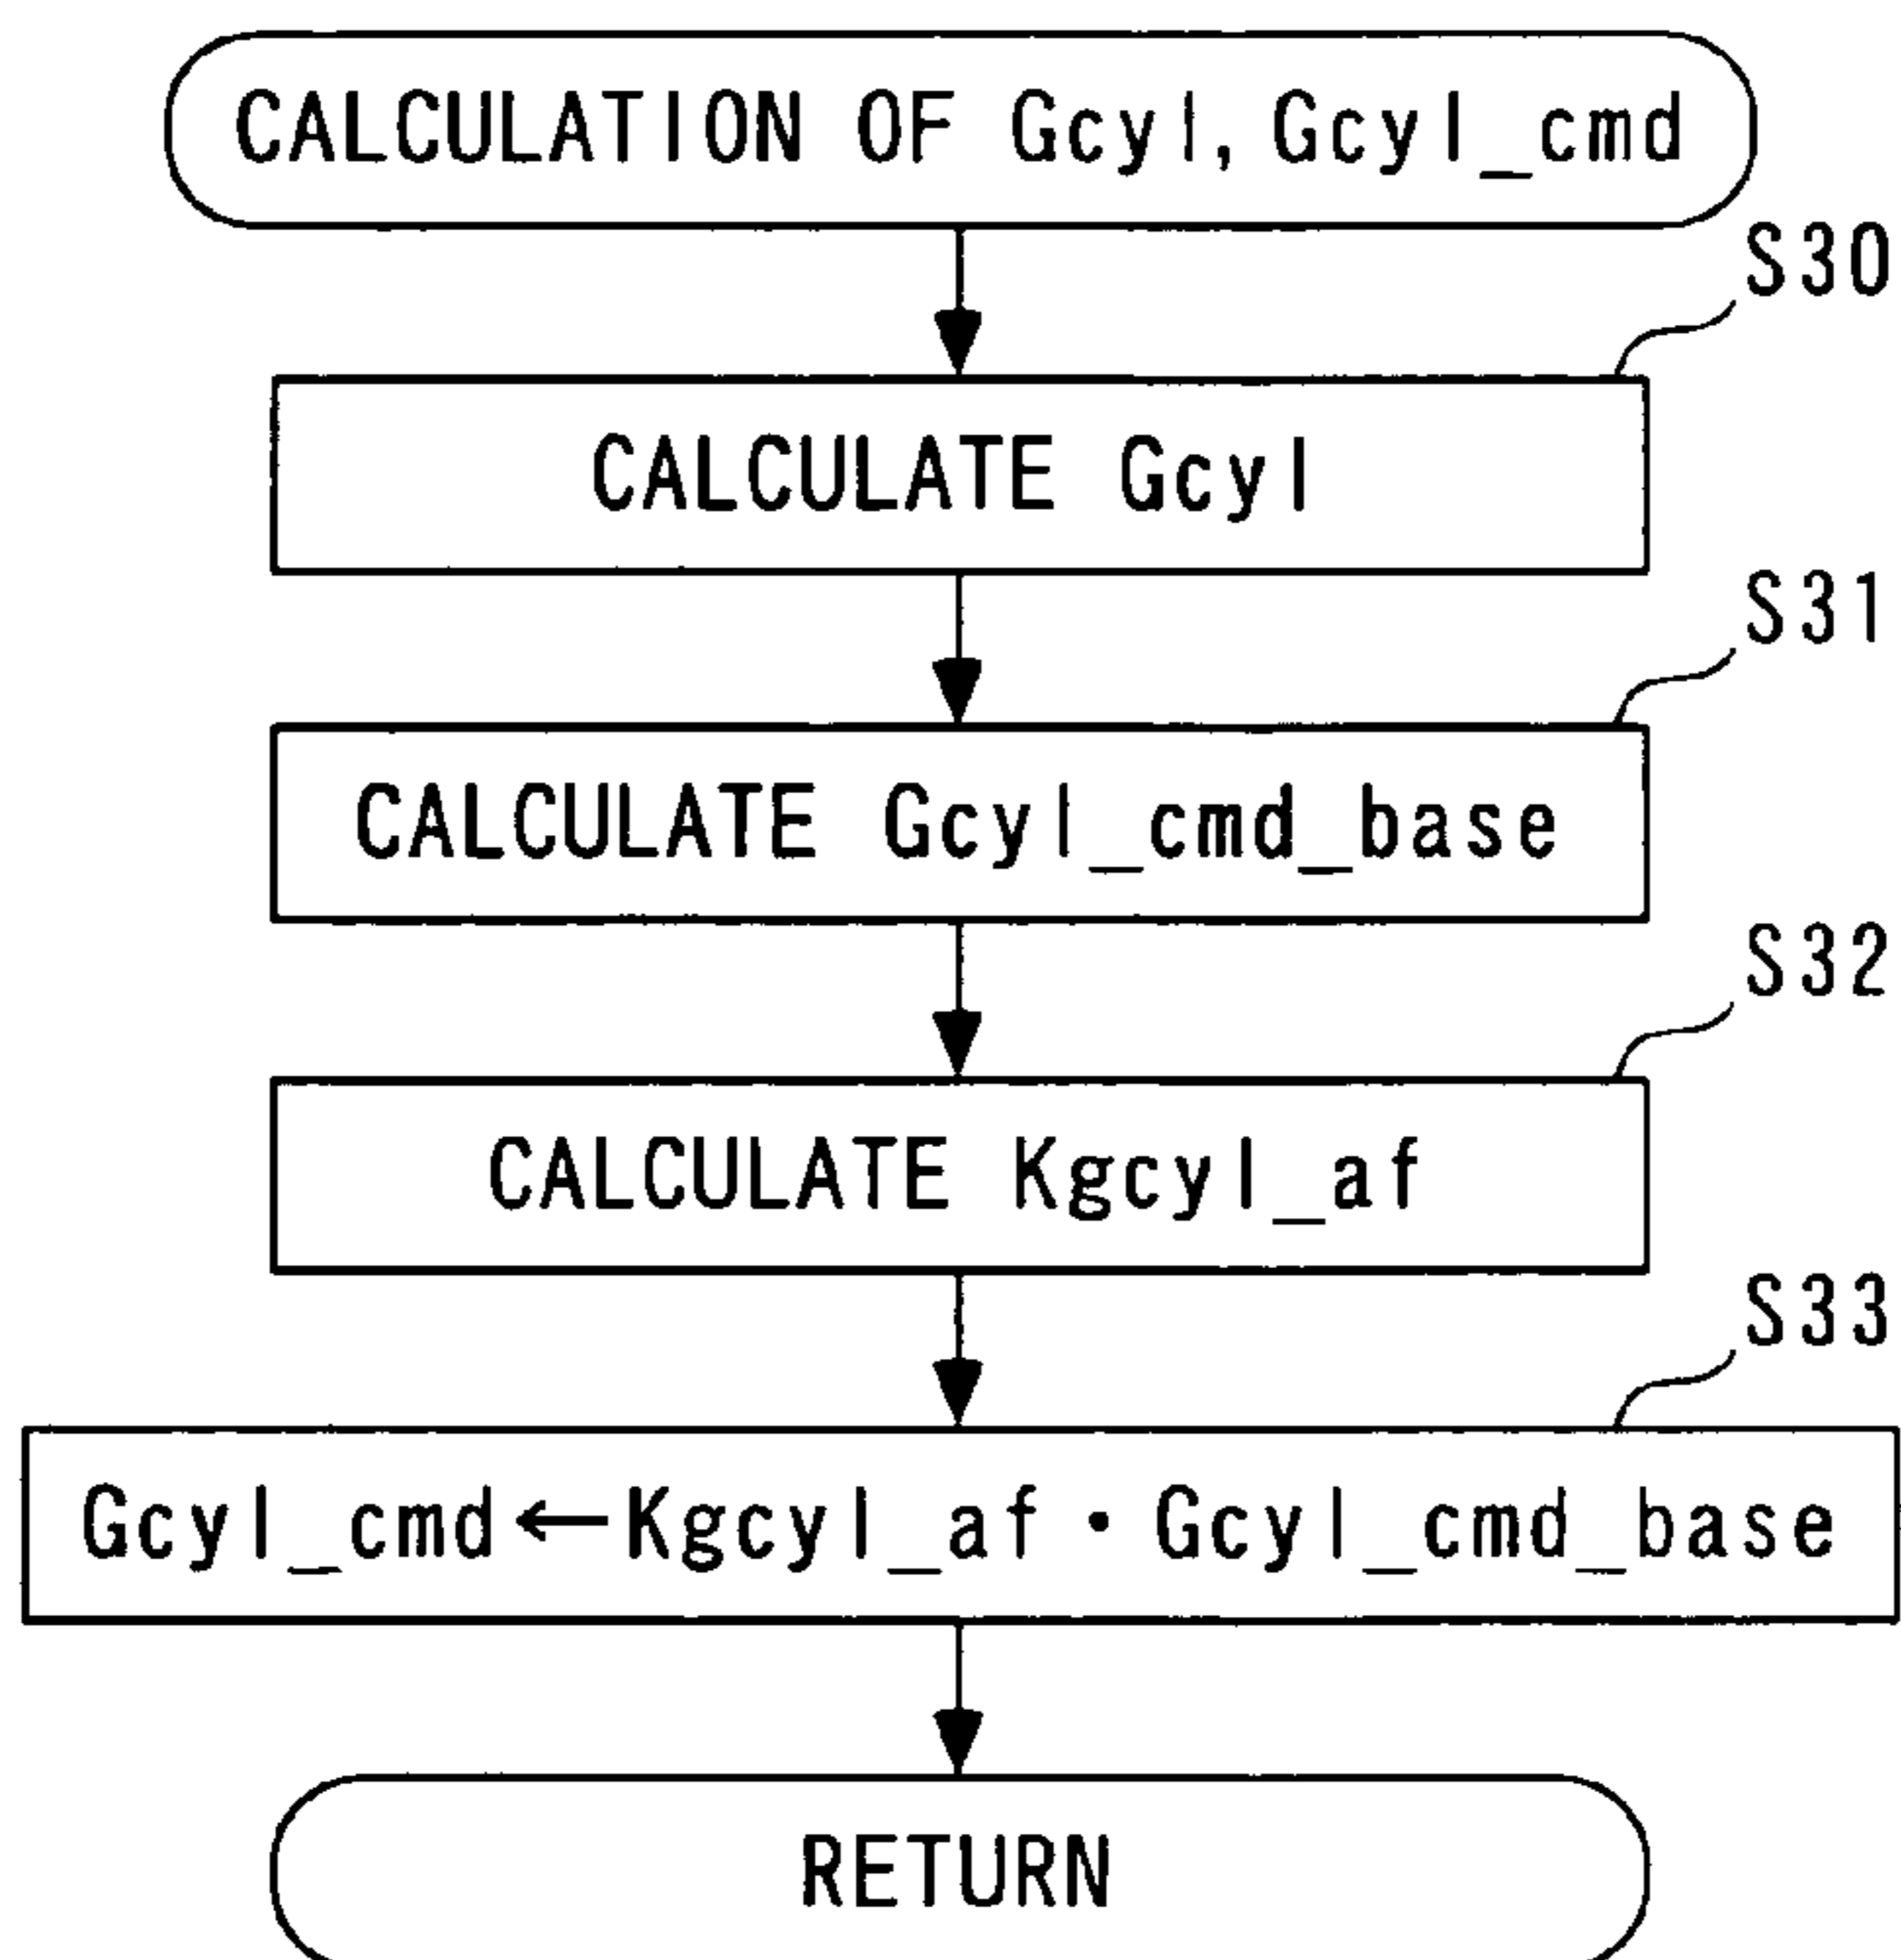 CALCULATION OF Gcyl, Gcyl_cmd
S30
CALCULATE Gcyl
S31
CALCULATE Gcyl_cmd_base
S32
CALCULATE Kgcyl_af
S33
Gcyl_cmd←Kgcyl_af・Gcyl_cmd_base
RETURN